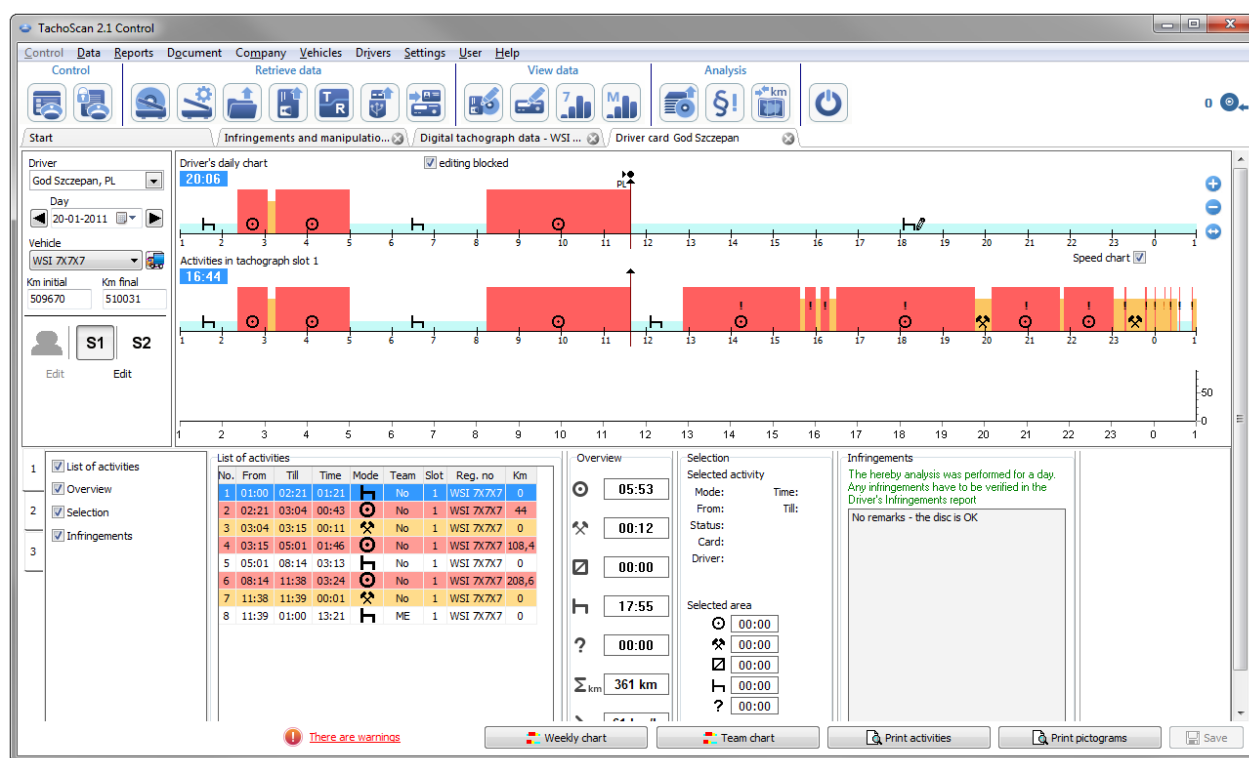 TachoScan 2.1 Control
Control Data Reports Document Company Vehicles Drivers Settings User Help
Control Retrieve data View data Analysis
T R 7 M §! km 0
Start Infringements and manipulatio... Digital tachograph data - WSI ... Driver card God Szczepan
Driver
God Szczepan, PL
Day
20-01-2011
Vehicle
WSI 7X7X7
Km initial Km final
509670 510031
S1 S2
Edit Edit
Driver's daily chart editing blocked
20:06
PL
1 2 3 4 5 6 7 8 9 10 11 12 13 14 15 16 17 18 19 20 21 22 23 0 1
Activities in tachograph slot 1 Speed chart
16:44
1 2 3 4 5 6 7 8 9 10 11 12 13 14 15 16 17 18 19 20 21 22 23 0 1
50
0
1 2 3 4 5 6 7 8 9 10 11 12 13 14 15 16 17 18 19 20 21 22 23 0 1
1
2
3
List of activities
Overview
Selection
Infringements
List of activities
No. From Till Time Mode Team Slot Reg. no Km
1 01:00 02:21 01:21 No 1 WSI 7X7X7 0
2 02:21 03:04 00:43 No 1 WSI 7X7X7 44
3 03:04 03:15 00:11 No 1 WSI 7X7X7 0
4 03:15 05:01 01:46 No 1 WSI 7X7X7 108,4
5 05:01 08:14 03:13 No 1 WSI 7X7X7 0
6 08:14 11:38 03:24 No 1 WSI 7X7X7 208,6
7 11:38 11:39 00:01 No 1 WSI 7X7X7 0
8 11:39 01:00 13:21 ME 1 WSI 7X7X7 0
Overview
05:53
00:12
00:00
17:55
? 00:00
Σkm 361 km
Selection
Selected activity
Mode: Time:
From: Till:
Status:
Card:
Driver:
Selected area
00:00
00:00
00:00
00:00
? 00:00
Infringements
The hereby analysis was performed for a day.
Any infringements have to be verified in the
Driver's Infringements report
No remarks - the disc is OK
There are warnings Weekly chart Team chart Print activities Print pictograms Save